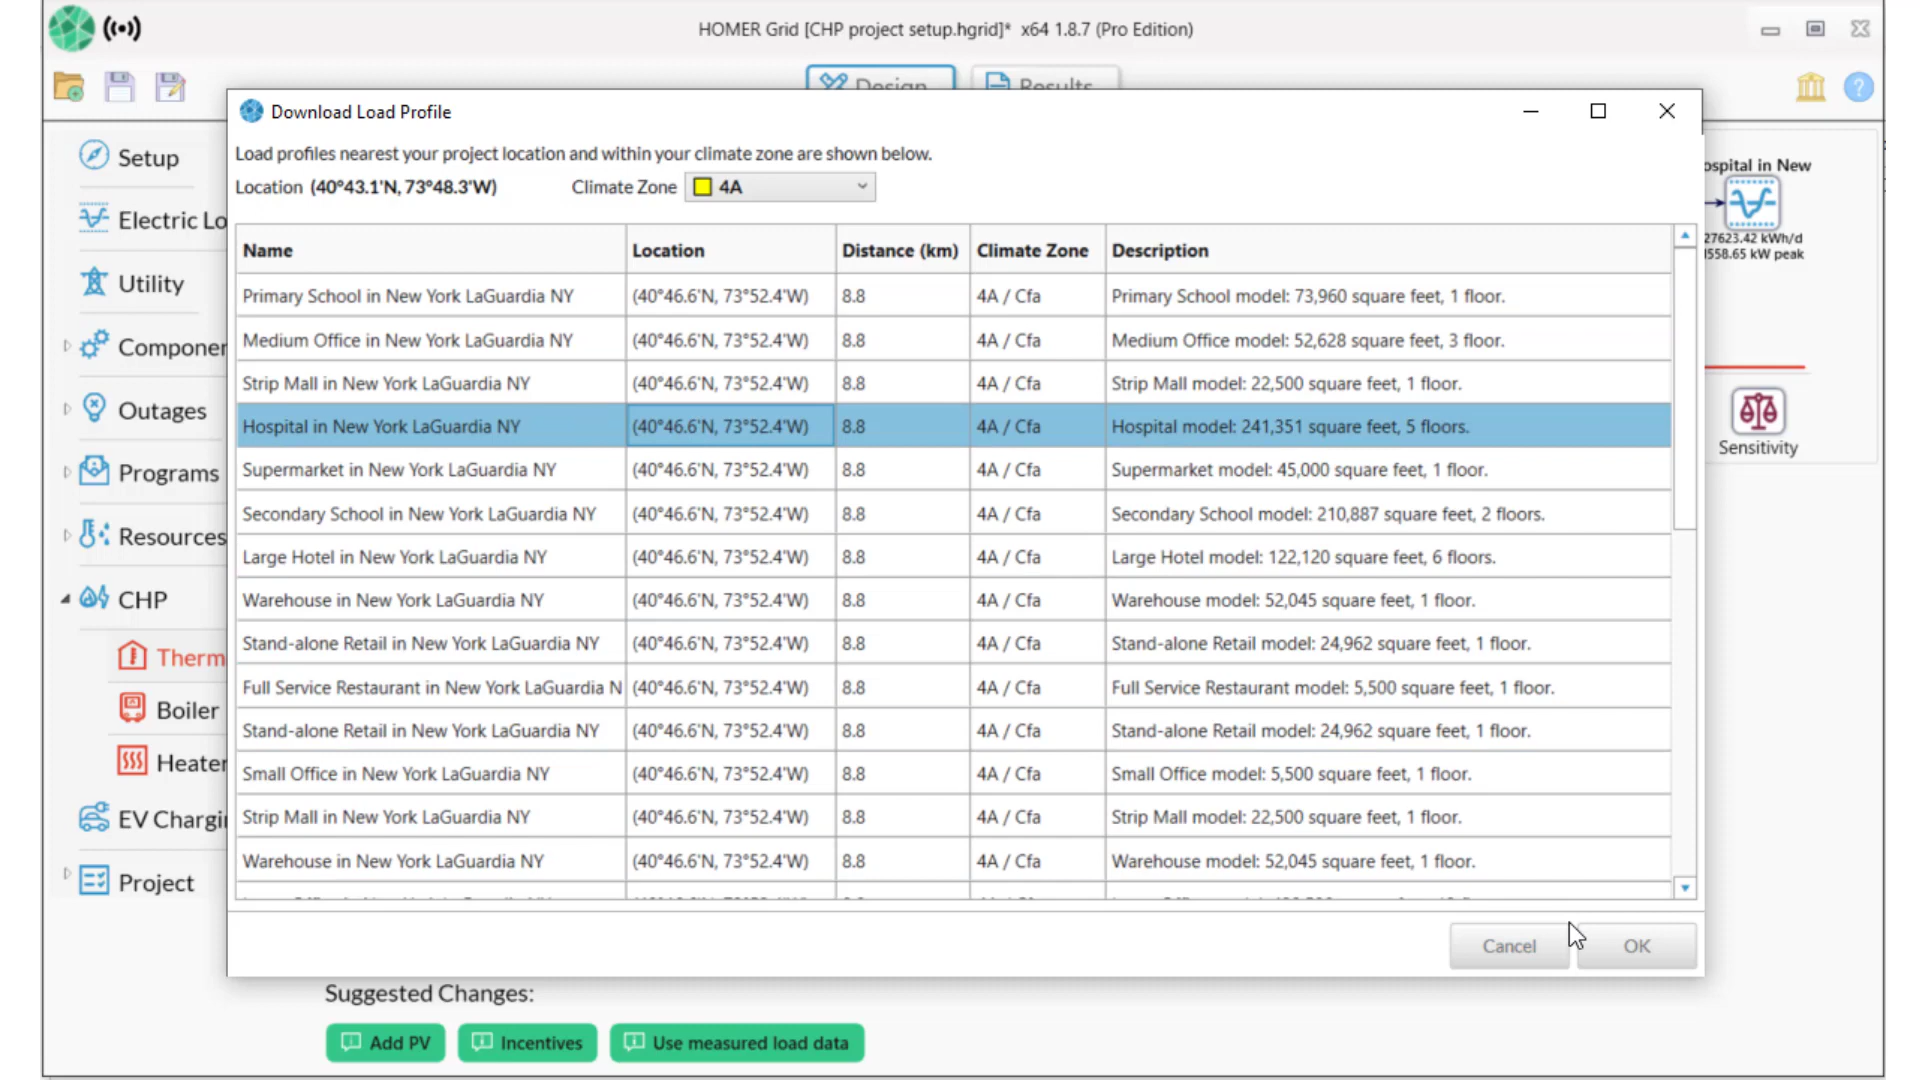 HOMER Grid [CHP project setup.hgrid]* x64 1.8.7 (Pro Edition)
Design
Results
Download Load Profile
Load profiles nearest your project location and within your climate zone are shown below.
Location (40°43.1'N, 73°48.3'W) Climate Zone 4A
Name Location Distance (km) Climate Zone Description
Primary School in New York LaGuardia NY (40°46.6'N, 73°52.4'W) 8.8 4A / Cfa Primary School model: 73,960 square feet, 1 floor.
Medium Office in New York LaGuardia NY (40°46.6'N, 73°52.4'W) 8.8 4A / Cfa Medium Office model: 52,628 square feet, 3 floor.
Strip Mall in New York LaGuardia NY (40°46.6'N, 73°52.4'W) 8.8 4A / Cfa Strip Mall model: 22,500 square feet, 1 floor.
Hospital in New York LaGuardia NY (40°46.6'N, 73°52.4'W) 8.8 4A / Cfa Hospital model: 241,351 square feet, 5 floors.
Supermarket in New York LaGuardia NY (40°46.6'N, 73°52.4'W) 8.8 4A / Cfa Supermarket model: 45,000 square feet, 1 floor.
Secondary School in New York LaGuardia NY (40°46.6'N, 73°52.4'W) 8.8 4A / Cfa Secondary School model: 210,887 square feet, 2 floors.
Large Hotel in New York LaGuardia NY (40°46.6'N, 73°52.4'W) 8.8 4A / Cfa Large Hotel model: 122,120 square feet, 6 floors.
Warehouse in New York LaGuardia NY (40°46.6'N, 73°52.4'W) 8.8 4A / Cfa Warehouse model: 52,045 square feet, 1 floor.
Stand-alone Retail in New York LaGuardia NY (40°46.6'N, 73°52.4'W) 8.8 4A / Cfa Stand-alone Retail model: 24,962 square feet, 1 floor.
Full Service Restaurant in New York LaGuardia N (40°46.6'N, 73°52.4'W) 8.8 4A / Cfa Full Service Restaurant model: 5,500 square feet, 1 floor.
Stand-alone Retail in New York LaGuardia NY (40°46.6'N, 73°52.4'W) 8.8 4A / Cfa Stand-alone Retail model: 24,962 square feet, 1 floor.
Small Office in New York LaGuardia NY (40°46.6'N, 73°52.4'W) 8.8 4A / Cfa Small Office model: 5,500 square feet, 1 floor.
Strip Mall in New York LaGuardia NY (40°46.6'N, 73°52.4'W) 8.8 4A / Cfa Strip Mall model: 22,500 square feet, 1 floor.
Warehouse in New York LaGuardia NY (40°46.6'N, 73°52.4'W) 8.8 4A / Cfa Warehouse model: 52,045 square feet, 1 floor.
Cancel
OK
Setup
Electric Lo
Utility
Componer
Outages
Programs
Resources
CHP
Therm
Boiler
Heater
EV Chargi
Project
ospital in New
27623.42 kWh/d
558.65 kW peak
Sensitivity
Suggested Changes:
Add PV
Incentives
Use measured load data